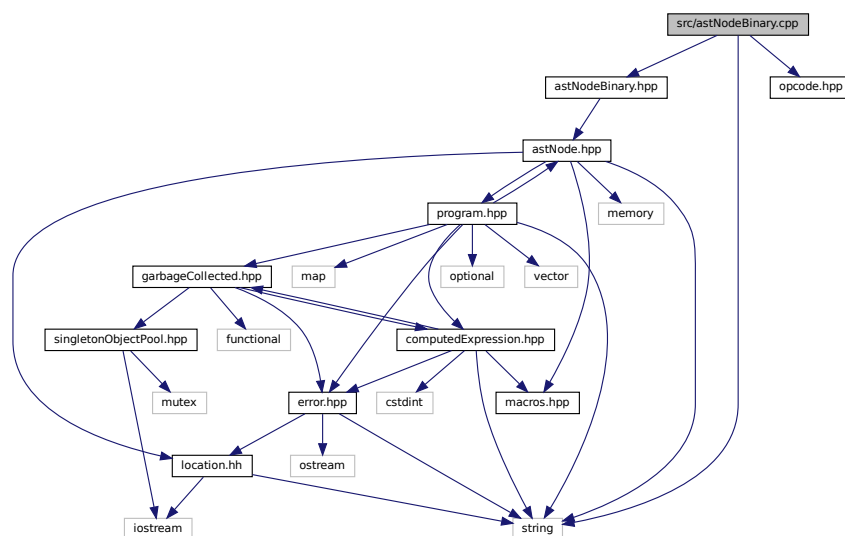 src/astNodeBinary.cpp
astNodeBinary.hpp
opcode.hpp
astNode.hpp
program.hpp
memory
garbageCollected.hpp
map
optional
vector
singletonObjectPool.hpp
functional
computedExpression.hpp
mutex
error.hpp
cstdint
macros.hpp
location.hh
ostream
iostream
string